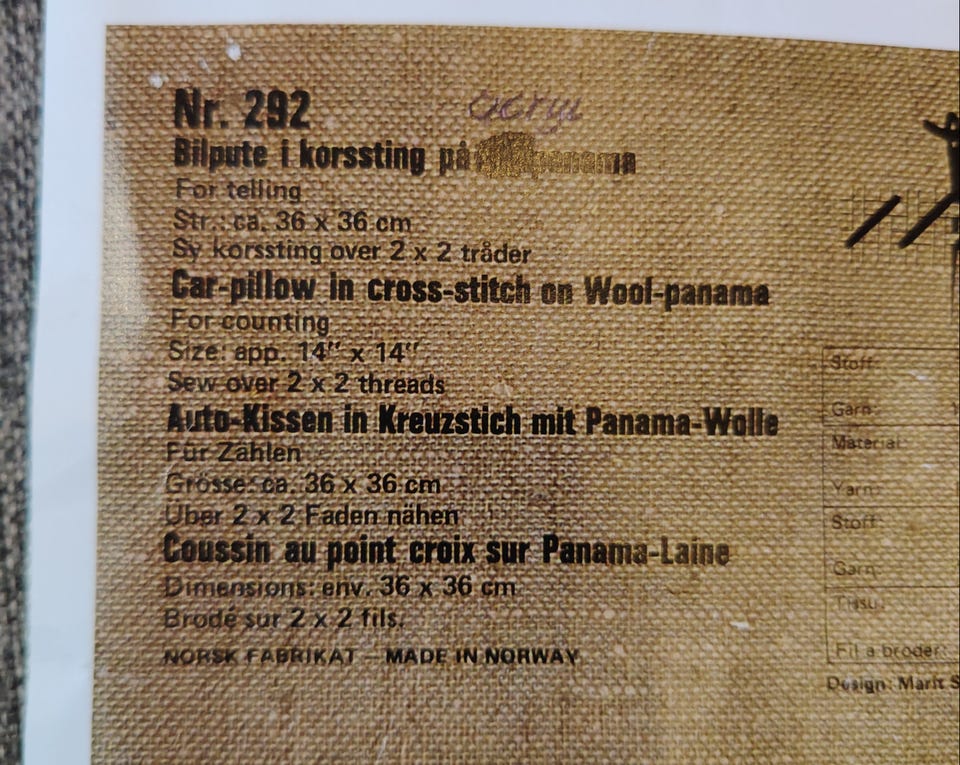 Nr. 292
Bilpute i korssting på panama
For telling
Str.: ca. 36 x 36 cm
Sy korssting over 2 x 2 tråder
Car-pillow in cross-stitch on Wool-panama
For counting
Size: app. 14" x 14"
Sew over 2 x 2 threads
Auto-Kissen in Kreuzstich mit Panama-Wolle
Für Zählen
Grösse: ca. 36 x 36 cm
Über 2 x 2 Faden nähen
Coussin au point croix sur Panama-Laine
Dimensions: env. 36 x 36 cm
Brodé sur 2 x 2 fils.
NORSK FABRIKAT – MADE IN NORWAY
Stoff:
Garn:
Material:
Yarn:
Stoff:
Garn:
Tissu:
Fil a broder:
Design: Marit